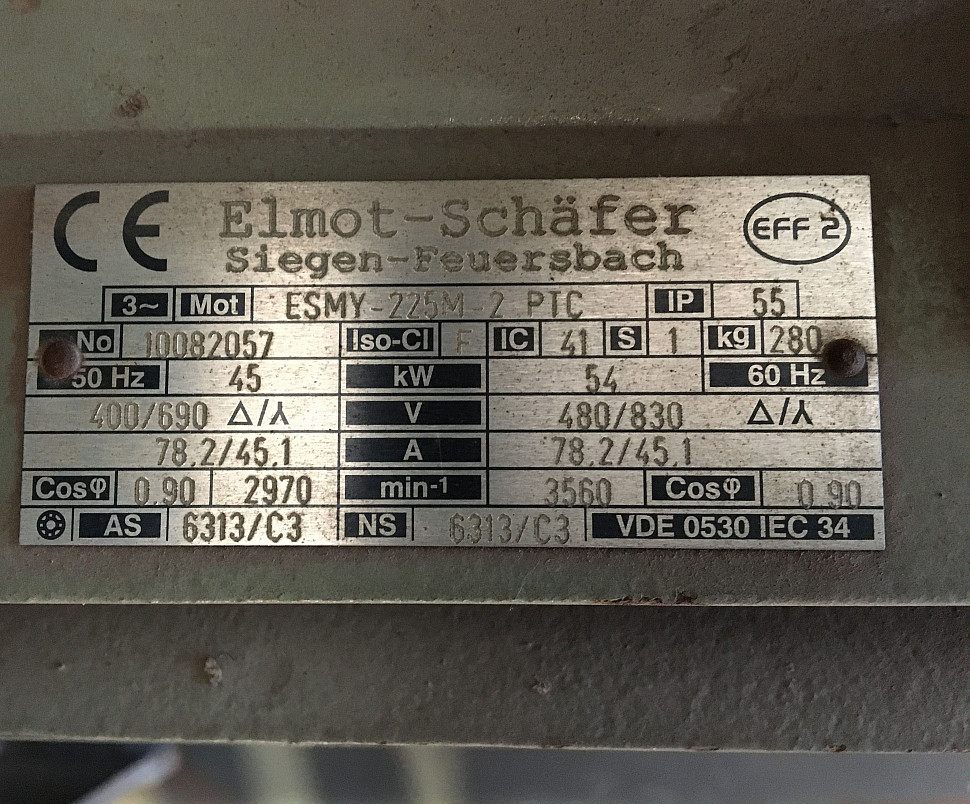 CE Elmot-Schäfer EFF 2
Siegen-Feuersbach
3~ Mot ESMY-225M-2 PTC IP 55
No 10082057 Iso-Cl F IC 41 S 1 kg 280
50 Hz 45 kW 54 60 Hz
400/690 Δ/⅄ V 480/830 Δ/⅄
78.2/45.1 A 78.2/45.1
Cosφ 0.90 2970 min-1 3560 Cosφ 0.90
AS 6313/C3 NS 6313/C3 VDE 0530 IEC 34